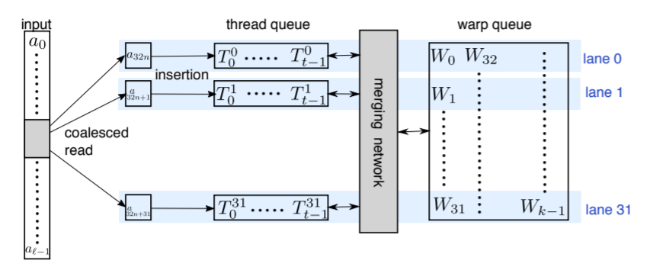 input thread queue warp queue
a_0
a_{32n} T_0^0 ..... T_{t-1}^0 W_0 W_{32} lane 0
insertion
a_{32n+1} T_0^1 ..... T_{t-1}^1 W_1 lane 1
coalesced
read
merging network
a_{32n+31} T_0^{31} ..... T_{t-1}^{31} W_{31} W_{k-1} lane 31
a_{ℓ-1}